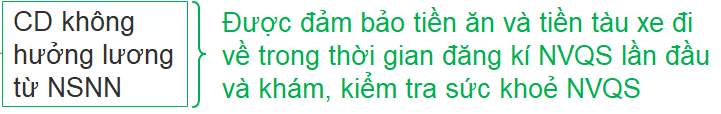 CD không
hưởng lương
từ NSNN
Được đảm bảo tiền ăn và tiền tàu xe đi
về trong thời gian đăng kí NVQS lần đầu
và khám, kiểm tra sức khoẻ NVQS